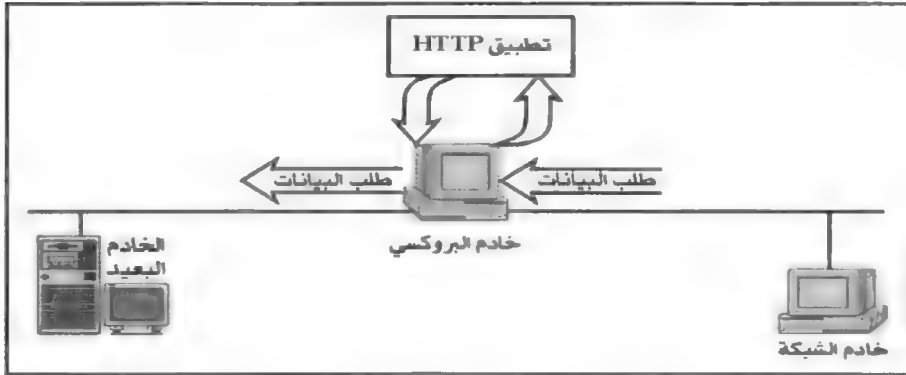 تطبيق HTTP
طلب البيانات
طلب البيانات
خادم البروكسي
الخادم
البعيد
خادم الشبكة